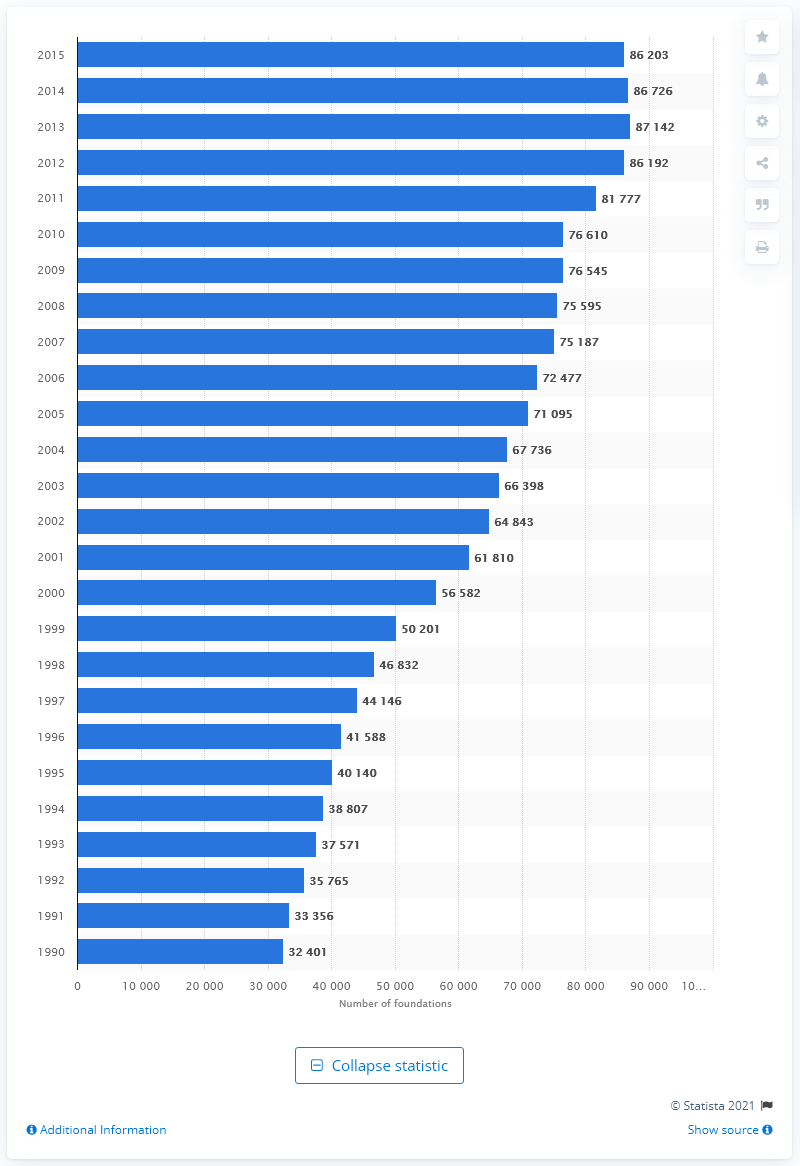 2015 86 203
2014 86 726
2013 87 142
2012 86 192
2011 81 777
2010 76 610
2009 76 545
2008 75 595
2007 75 187
2006 72 477
2005 71 095
2004 67 736
2003 66 398
2002 64 843
2001 61 810
2000 56 582
1999 50 201
1998 46 832
1997 44 146
1996 41 588
1995 40 140
1994 38 807
1993 37 571
1992 35 765
1991 33 356
1990 32 401
0 10 000 20 000 30 000 40 000 50 000 60 000 70 000 80 000 90 000 10...
Number of foundations
Collapse statistic
© Statista 2021
Additional Information Show source